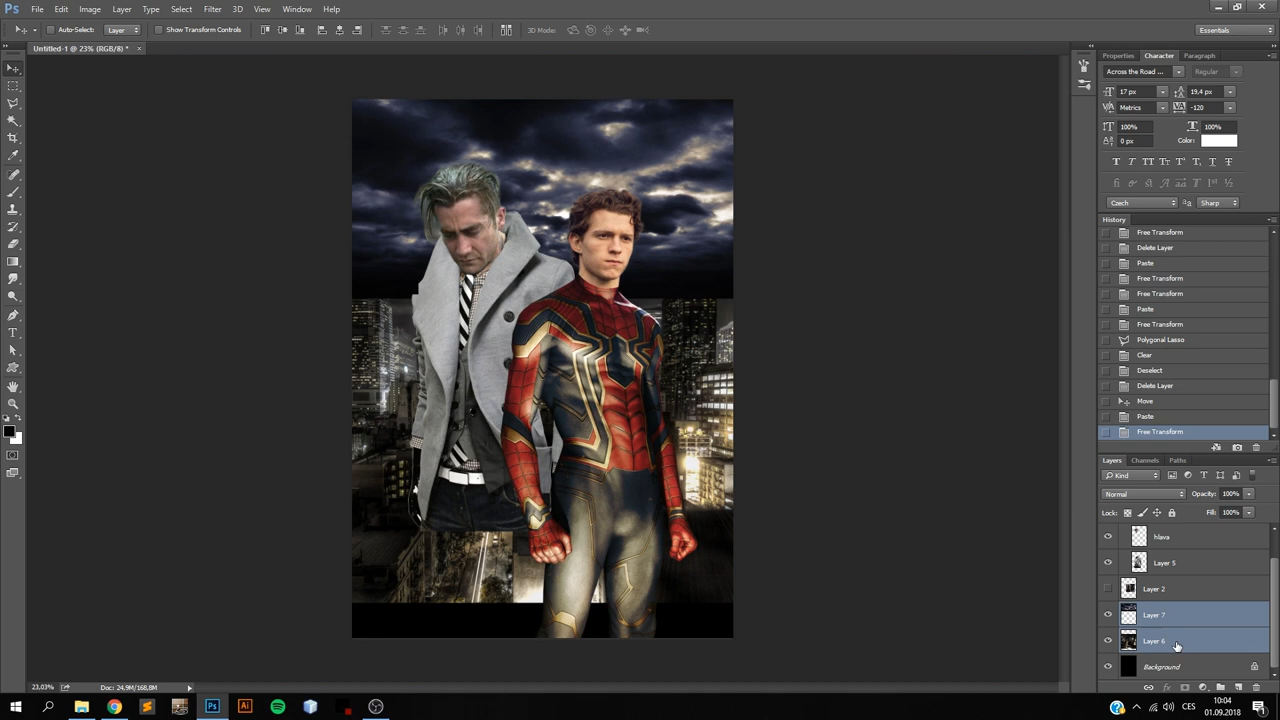 Ps File Edit Image Layer Type Select Filter 3D View Window Help
Auto-Select: Layer Show Transform Controls 3D Mode: Essentials
Untitled-1 @ 23% (RGB/8) * ×
Properties Character Paragraph
Across the Road ... Regular
17 px 19,4 px
Metrics -120
100% 100%
0 px Color:
Czech Sharp
History
Free Transform
Delete Layer
Paste
Free Transform
Free Transform
Paste
Free Transform
Polygonal Lasso
Clear
Deselect
Delete Layer
Move
Paste
Free Transform
Layers Channels Paths
Kind
Normal Opacity: 100%
Lock: Fill: 100%
hlava
Layer 5
Layer 2
Layer 7
Layer 6
Background
23,03% Doc: 24,9M/168,8M
Ps Ai CES 10:04
01.09.2018